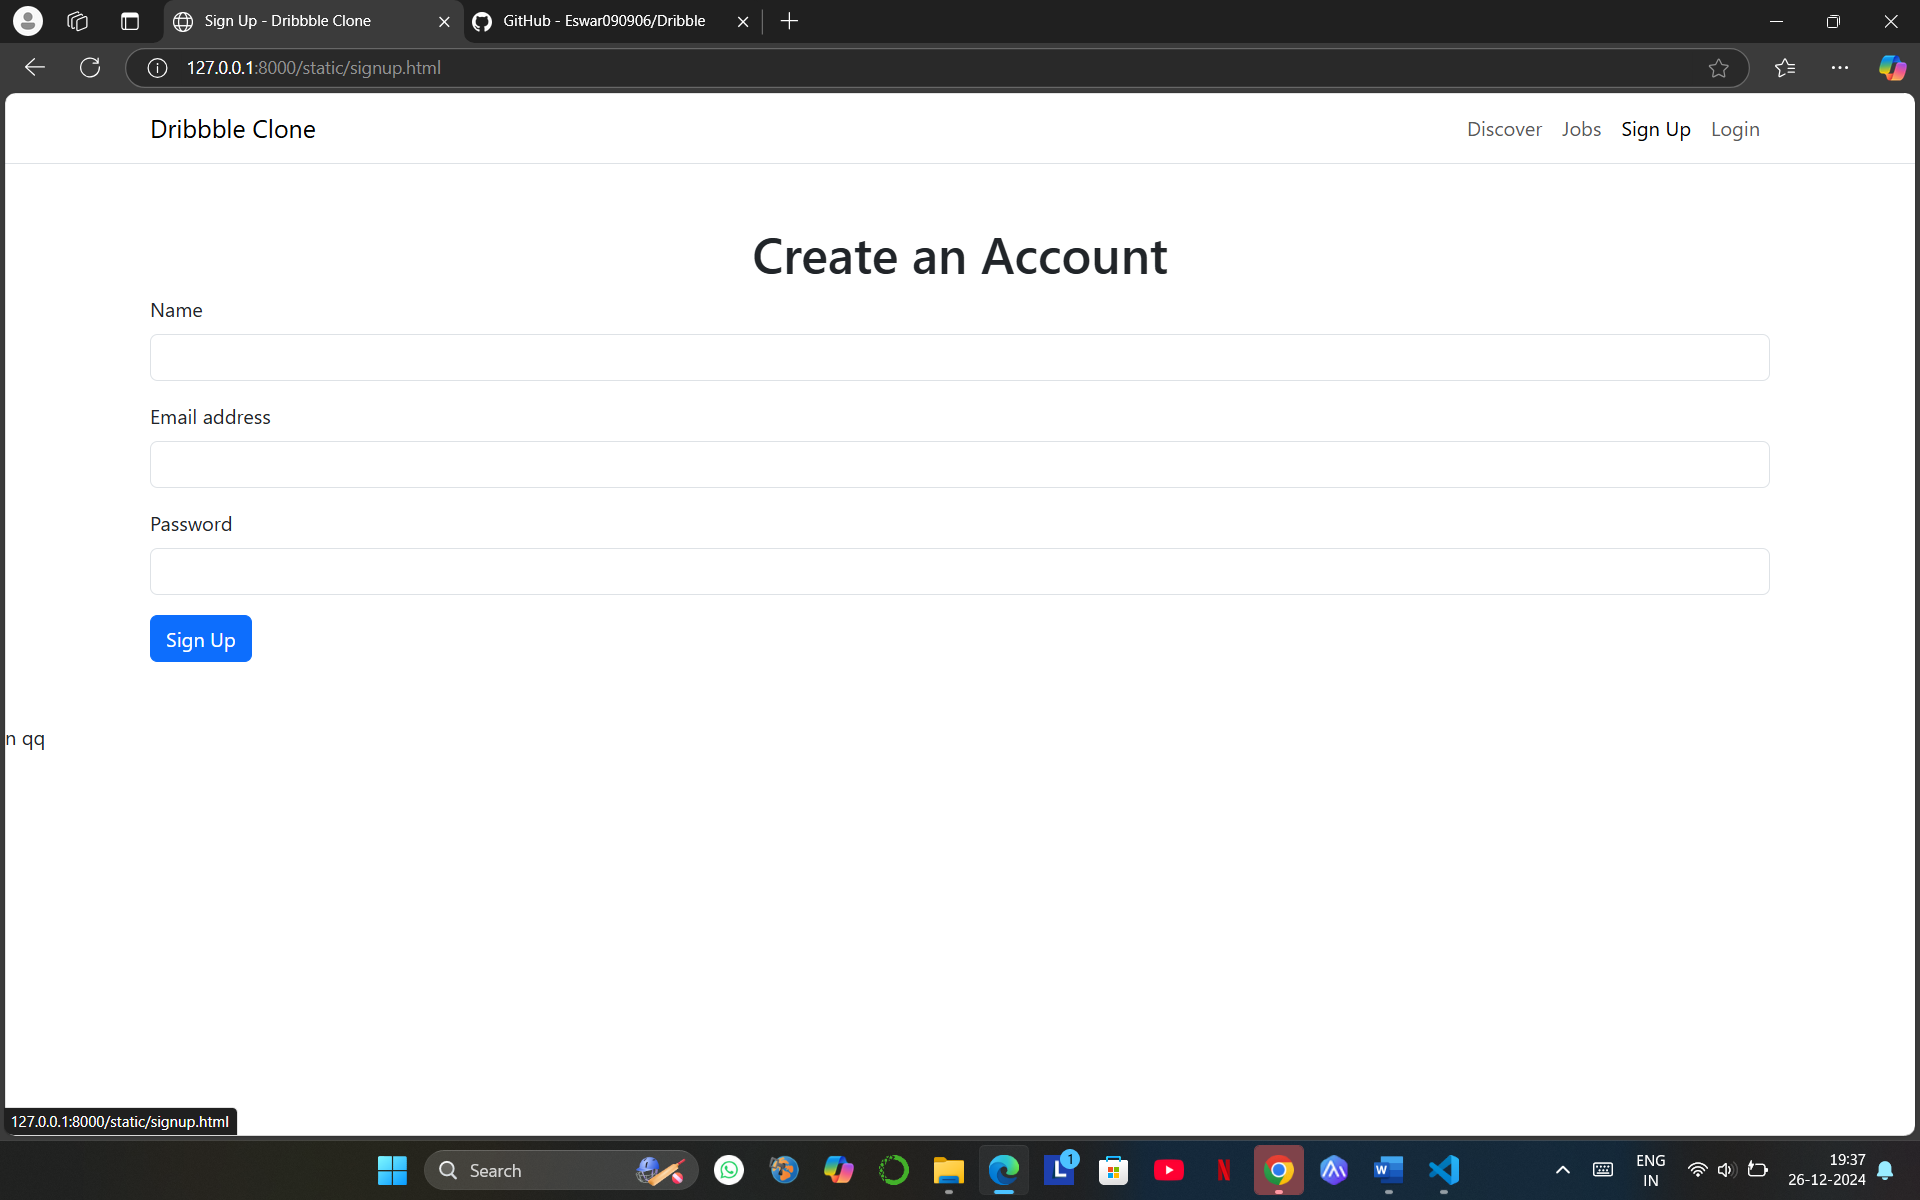 Sign Up - Dribbble Clone
GitHub - Eswar090906/Dribble
127.0.0.1:8000/static/signup.html
Dribbble Clone
Discover Jobs Sign Up Login
Create an Account
Name
Email address
Password
Sign Up
n qq
127.0.0.1:8000/static/signup.html
Search
L
1
N
W
ENG
IN
19:37
26-12-2024